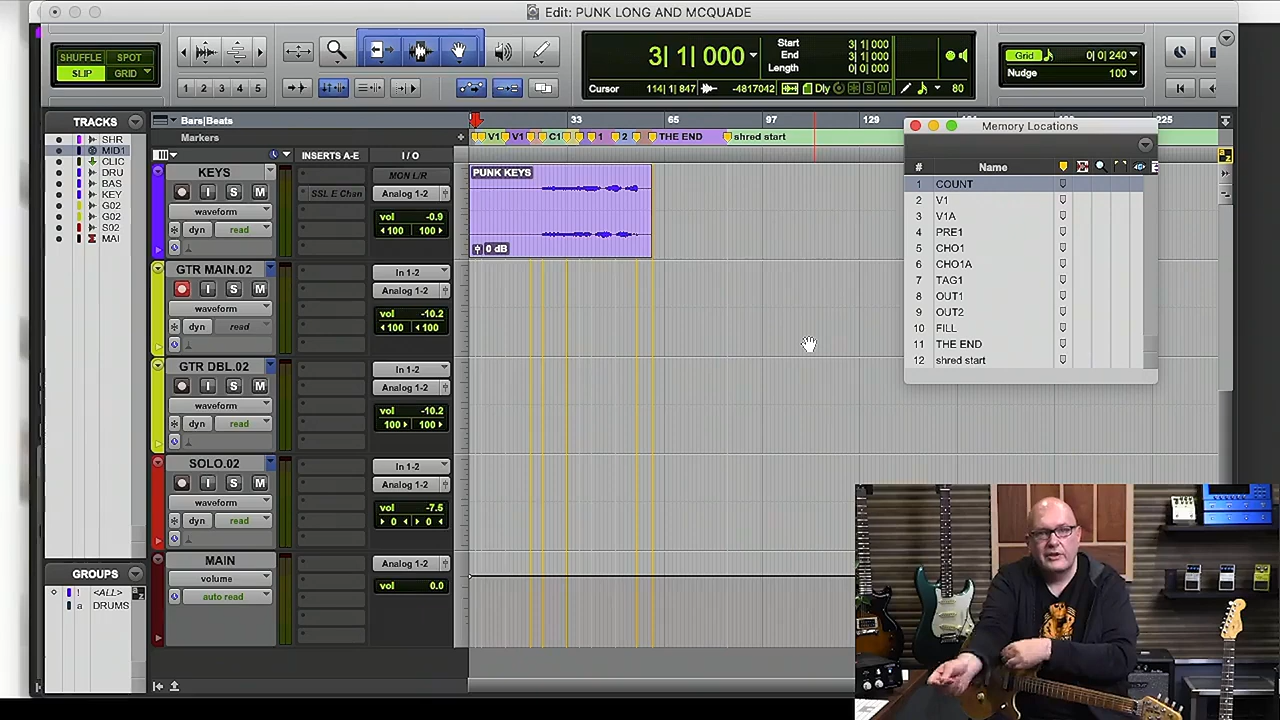 Edit: PUNK LONG AND MCQUADE
SHUFFLE SPOT
SLIP GRID
1 2 3 4 5
3| 1| 000
Start 3| 1| 000
End 3| 1| 000
Length 0| 0| 000
Cursor 114| 1| 847 -4817042 Dly 80
Grid 0| 0| 240
Nudge 100
TRACKS
SHR
MID1
CLIC
DRU
BAS
KEY
G02
G02
S02
MAI
GROUPS
! <ALL>
a DRUMS
Bars|Beats 33 65 97 129 225
Markers V1 V1 C1 1 2 THE END shred start
INSERTS A-E I / O
KEYS
MON L/R
I S M
SSL E Chan
Analog 1-2
waveform
vol -0.9
dyn read
100 100
PUNK KEYS
0 dB
GTR MAIN.02
In 1-2
I S M
Analog 1-2
waveform
vol -10.2
dyn read
100 100
GTR DBL.02
In 1-2
I S M
Analog 1-2
waveform
vol -10.2
dyn read
100 100
SOLO.02
In 1-2
I S M
Analog 1-2
waveform
vol -7.5
dyn read
0 0
MAIN
Analog 1-2
volume
vol 0.0
auto read
Memory Locations
# Name
1 COUNT
2 V1
3 V1A
4 PRE1
5 CHO1
6 CHO1A
7 TAG1
8 OUT1
9 OUT2
10 FILL
11 THE END
12 shred start